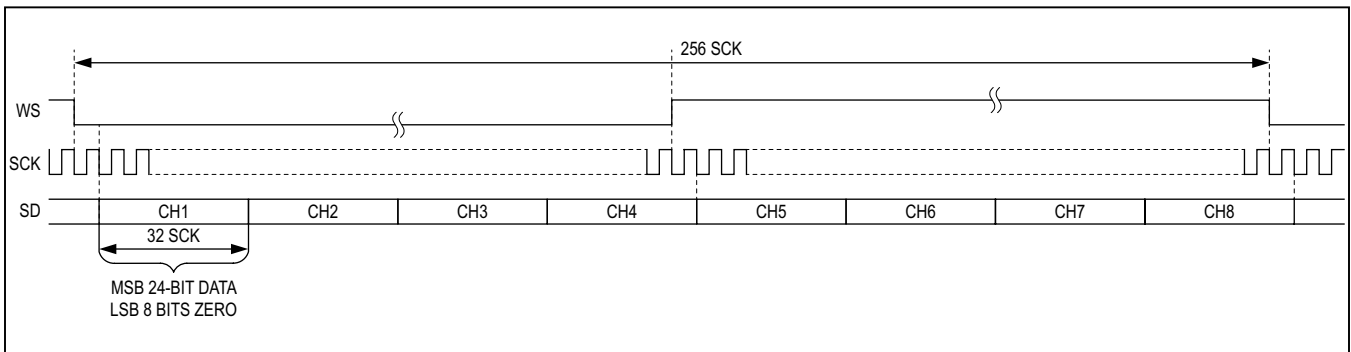 256 SCK
WS
SCK
SD CH1 CH2 CH3 CH4 CH5 CH6 CH7 CH8
32 SCK
MSB 24-BIT DATA
LSB 8 BITS ZERO